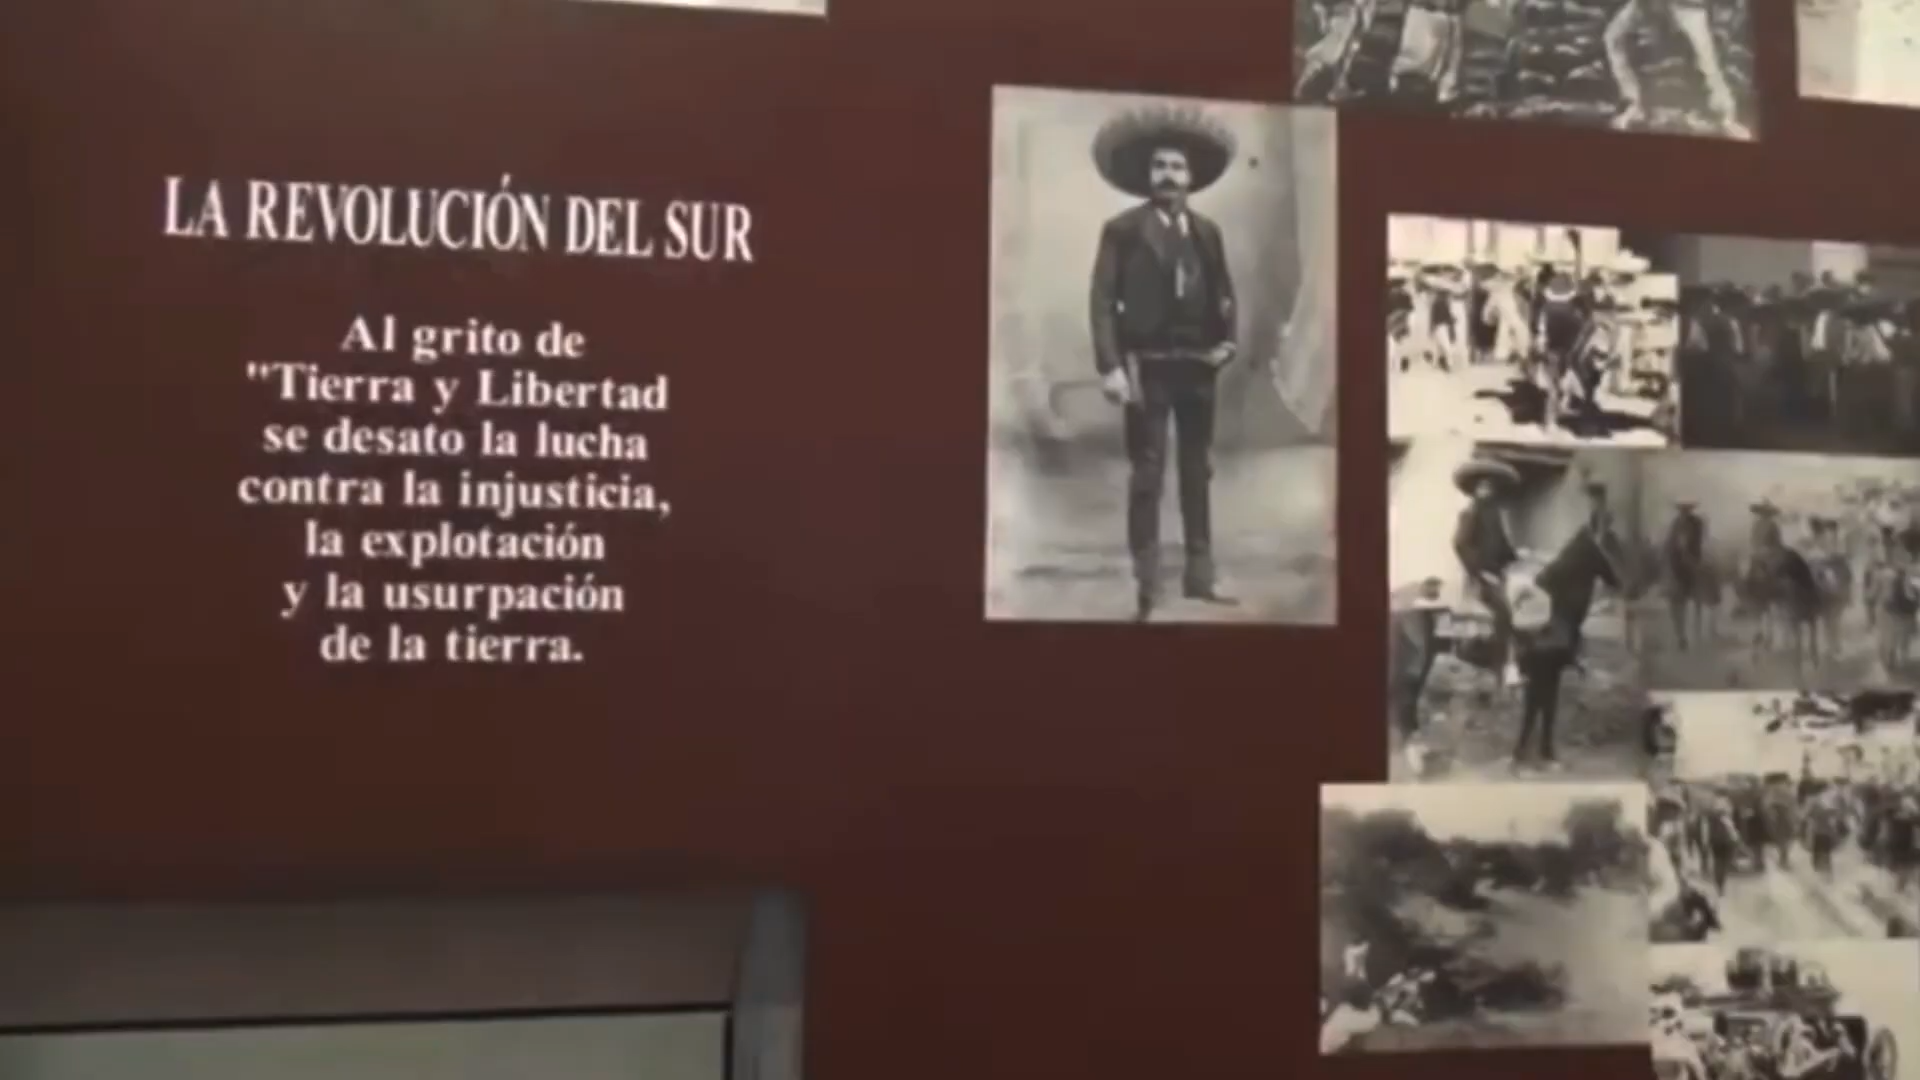 LA REVOLUCIÓN DEL SUR
Al grito de
"Tierra y Libertad
se desato la lucha
contra la injusticia,
la explotación
y la usurpación
de la tierra.